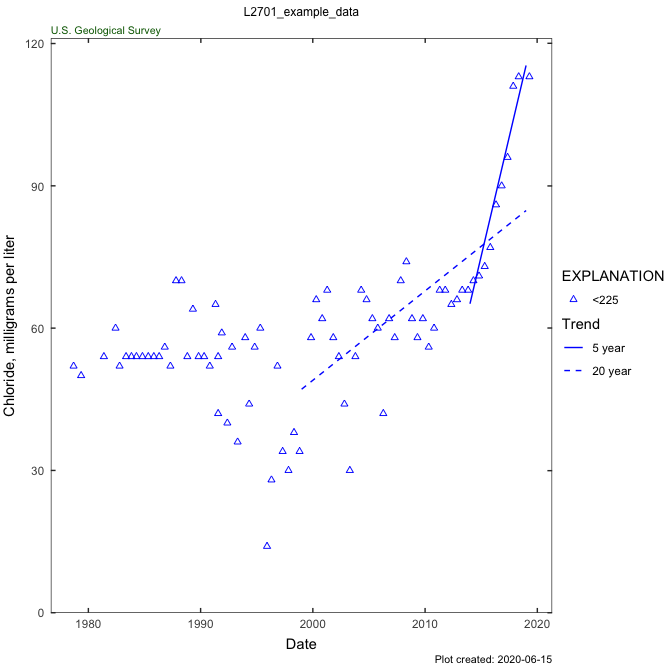 L2701_example_data
U.S. Geological Survey
120
90
60
30
0
Chloride, milligrams per liter
1980 1990 2000 2010 2020
Date
EXPLANATION
<225
Trend
5 year
20 year
Plot created: 2020-06-15